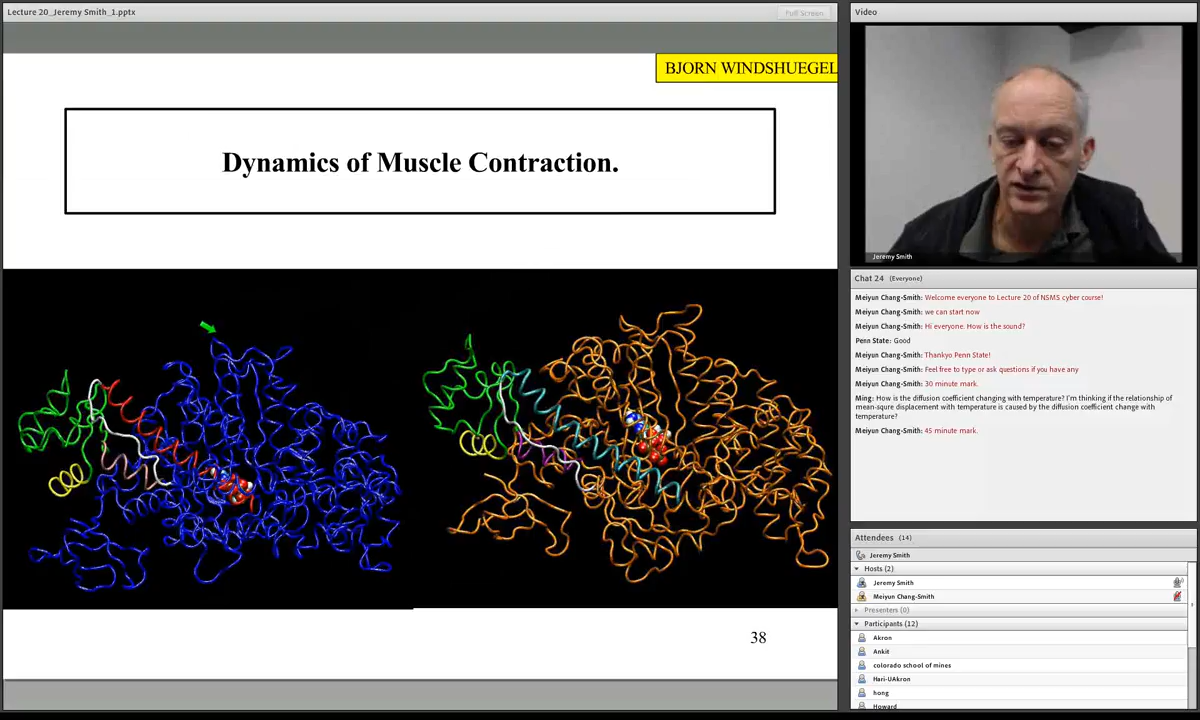 Lecture 20_Jeremy Smith_1.pptx
Full Screen
BJORN WINDSHUEGEL
Dynamics of Muscle Contraction.
38
Video
Jeremy Smith
Chat 24 (Everyone)
Meiyun Chang-Smith: Welcome everyone to Lecture 20 of NSMS cyber course!
Meiyun Chang-Smith: we can start now
Meiyun Chang-Smith: Hi everyone. How is the sound?
Penn State: Good
Meiyun Chang-Smith: Thankyo Penn State!
Meiyun Chang-Smith: Feel free to type or ask questions if you have any
Meiyun Chang-Smith: 30 minute mark.
Ming: How is the diffusion coefficient changing with temperature? I'm thinking if the relationship of
mean-squre displacement with temperature is caused by the diffusion coefficient change with
temperature?
Meiyun Chang-Smith: 45 minute mark.
Attendees (14)
Jeremy Smith
Hosts (2)
Jeremy Smith
Meiyun Chang-Smith
Presenters (0)
Participants (12)
Akron
Ankit
colorado school of mines
Hari-UAkron
hong
Howard